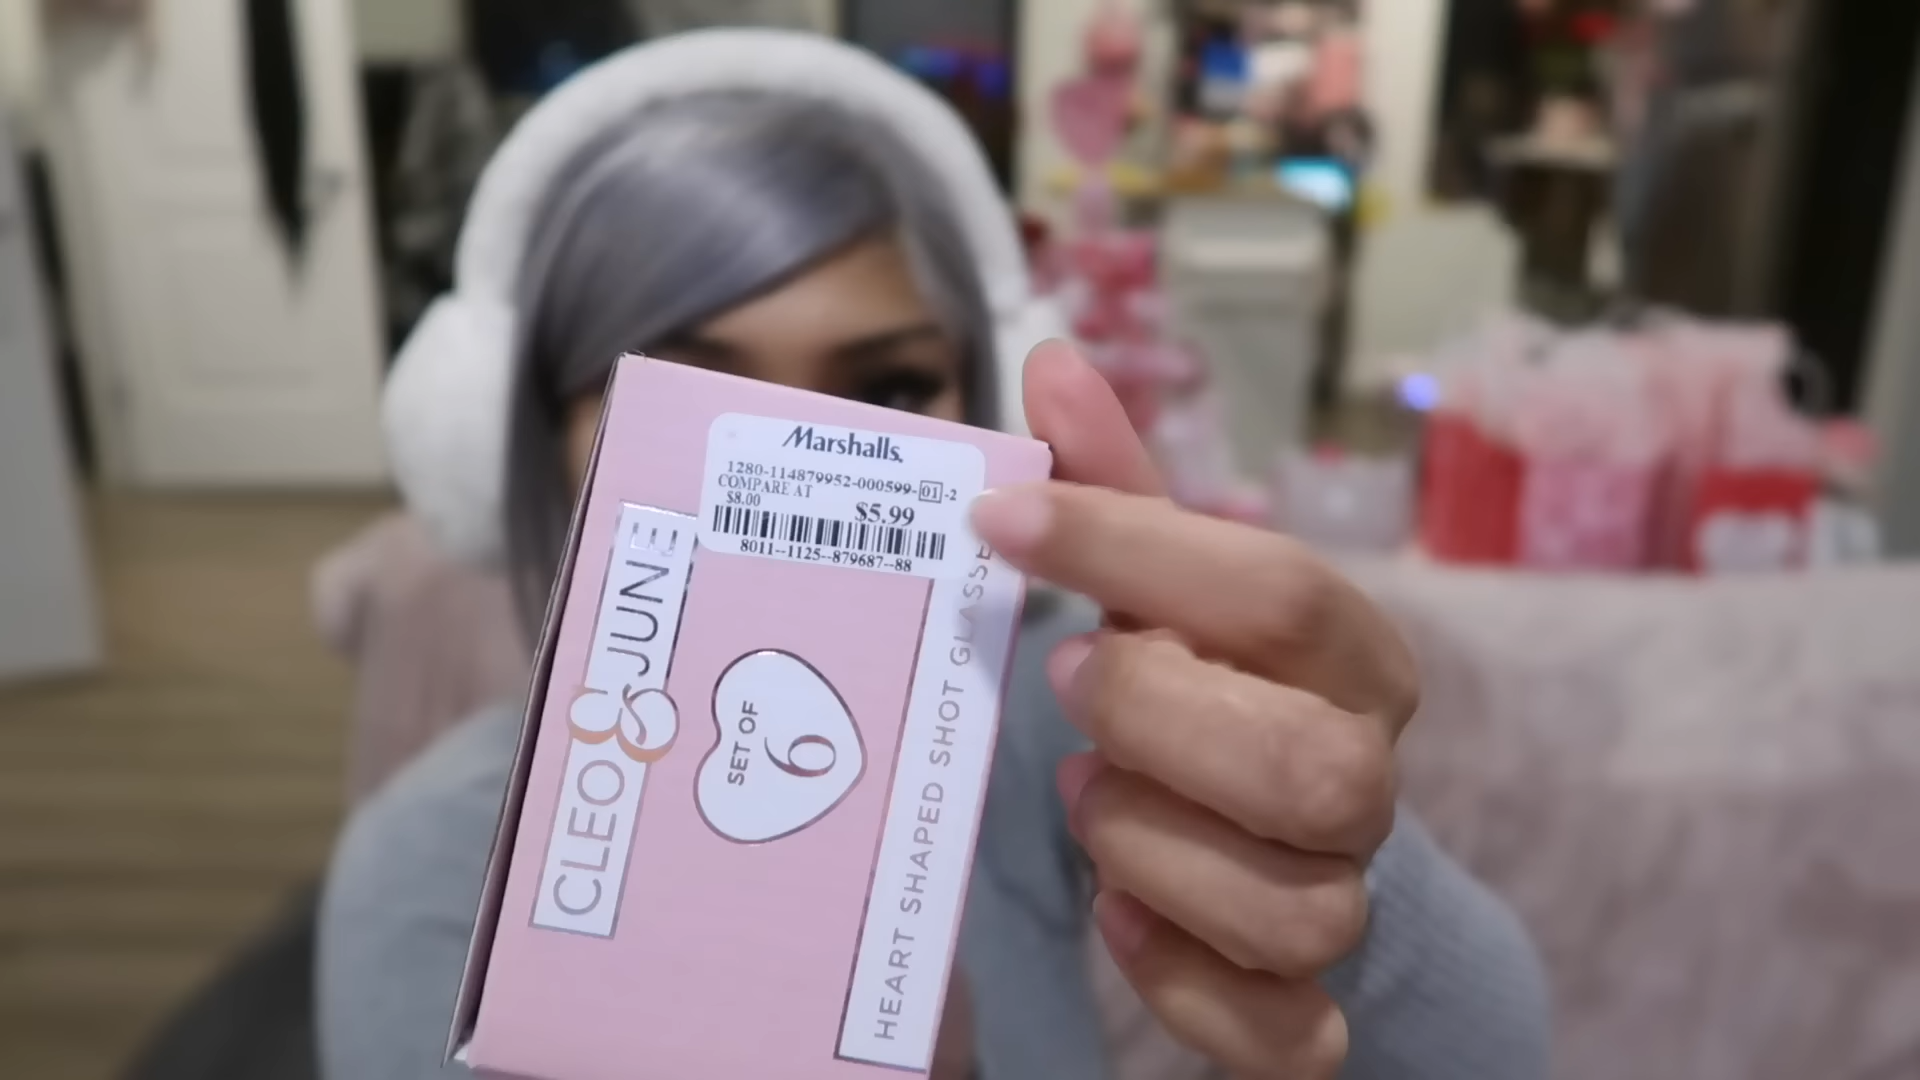 Marshalls.
1280-114879952-000599-01-2
COMPARE AT
$8.00
$5.99
8011--1125--879687--88
CLEO & JUNE
SET OF
6
HEART SHAPED SHOT GLASSE